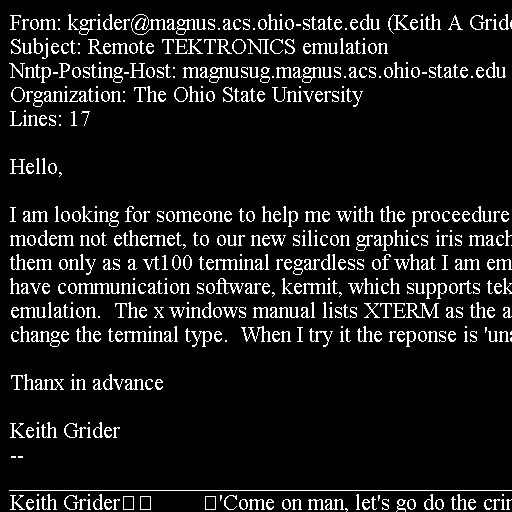 From: kgrider@magnus.acs.ohio-state.edu (Keith A Gride
Subject: Remote TEKTRONICS emulation
Nntp-Posting-Host: magnusug.magnus.acs.ohio-state.edu
Organization: The Ohio State University
Lines: 17

Hello,

I am looking for someone to help me with the proceedure
modem not ethernet, to our new silicon graphics iris mach
them only as a vt100 terminal regardless of what I am em
have communication software, kermit, which supports tek
emulation.  The x windows manual lists XTERM as the a
change the terminal type.  When I try it the reponse is 'una

Thanx in advance

Keith Grider
--
Keith Grider 'Come on man, let's go do the crin